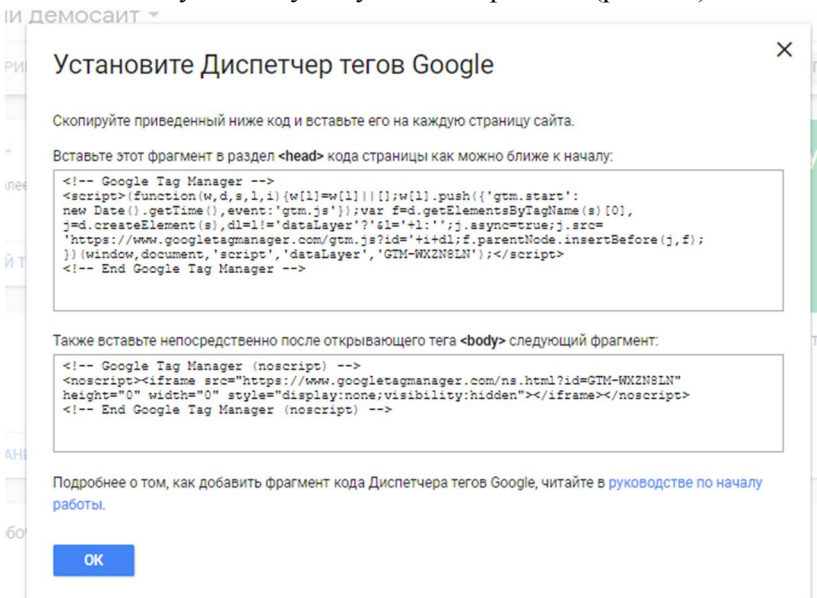 и демосайт
Установите Диспетчер тегов Google
Скопируйте приведенный ниже код и вставьте его на каждую страницу сайта.
Вставьте этот фрагмент в раздел <head> кода страницы как можно ближе к началу:
<!-- Google Tag Manager -->
<script>(function(w,d,s,l,i){w[l]=w[l]||[];w[l].push({'gtm.start':
new Date().getTime(),event:'gtm.js'});var f=d.getElementsByTagName(s)[0],
j=d.createElement(s),dl=l!='dataLayer'?'&l='+l:'';j.async=true;j.src=
'https://www.googletagmanager.com/gtm.js?id='+i+dl;f.parentNode.insertBefore(j,f);
})(window,document,'script','dataLayer','GTM-WXZN8LN');</script>
<!-- End Google Tag Manager -->
Также вставьте непосредственно после открывающего тега <body> следующий фрагмент:
<!-- Google Tag Manager (noscript) -->
<noscript><iframe src="https://www.googletagmanager.com/ns.html?id=GTM-WXZN8LN"
height="0" width="0" style="display:none;visibility:hidden"></iframe></noscript>
<!-- End Google Tag Manager (noscript) -->
Подробнее о том, как добавить фрагмент кода Диспетчера тегов Google, читайте в руководстве по началу
работы.
ОК